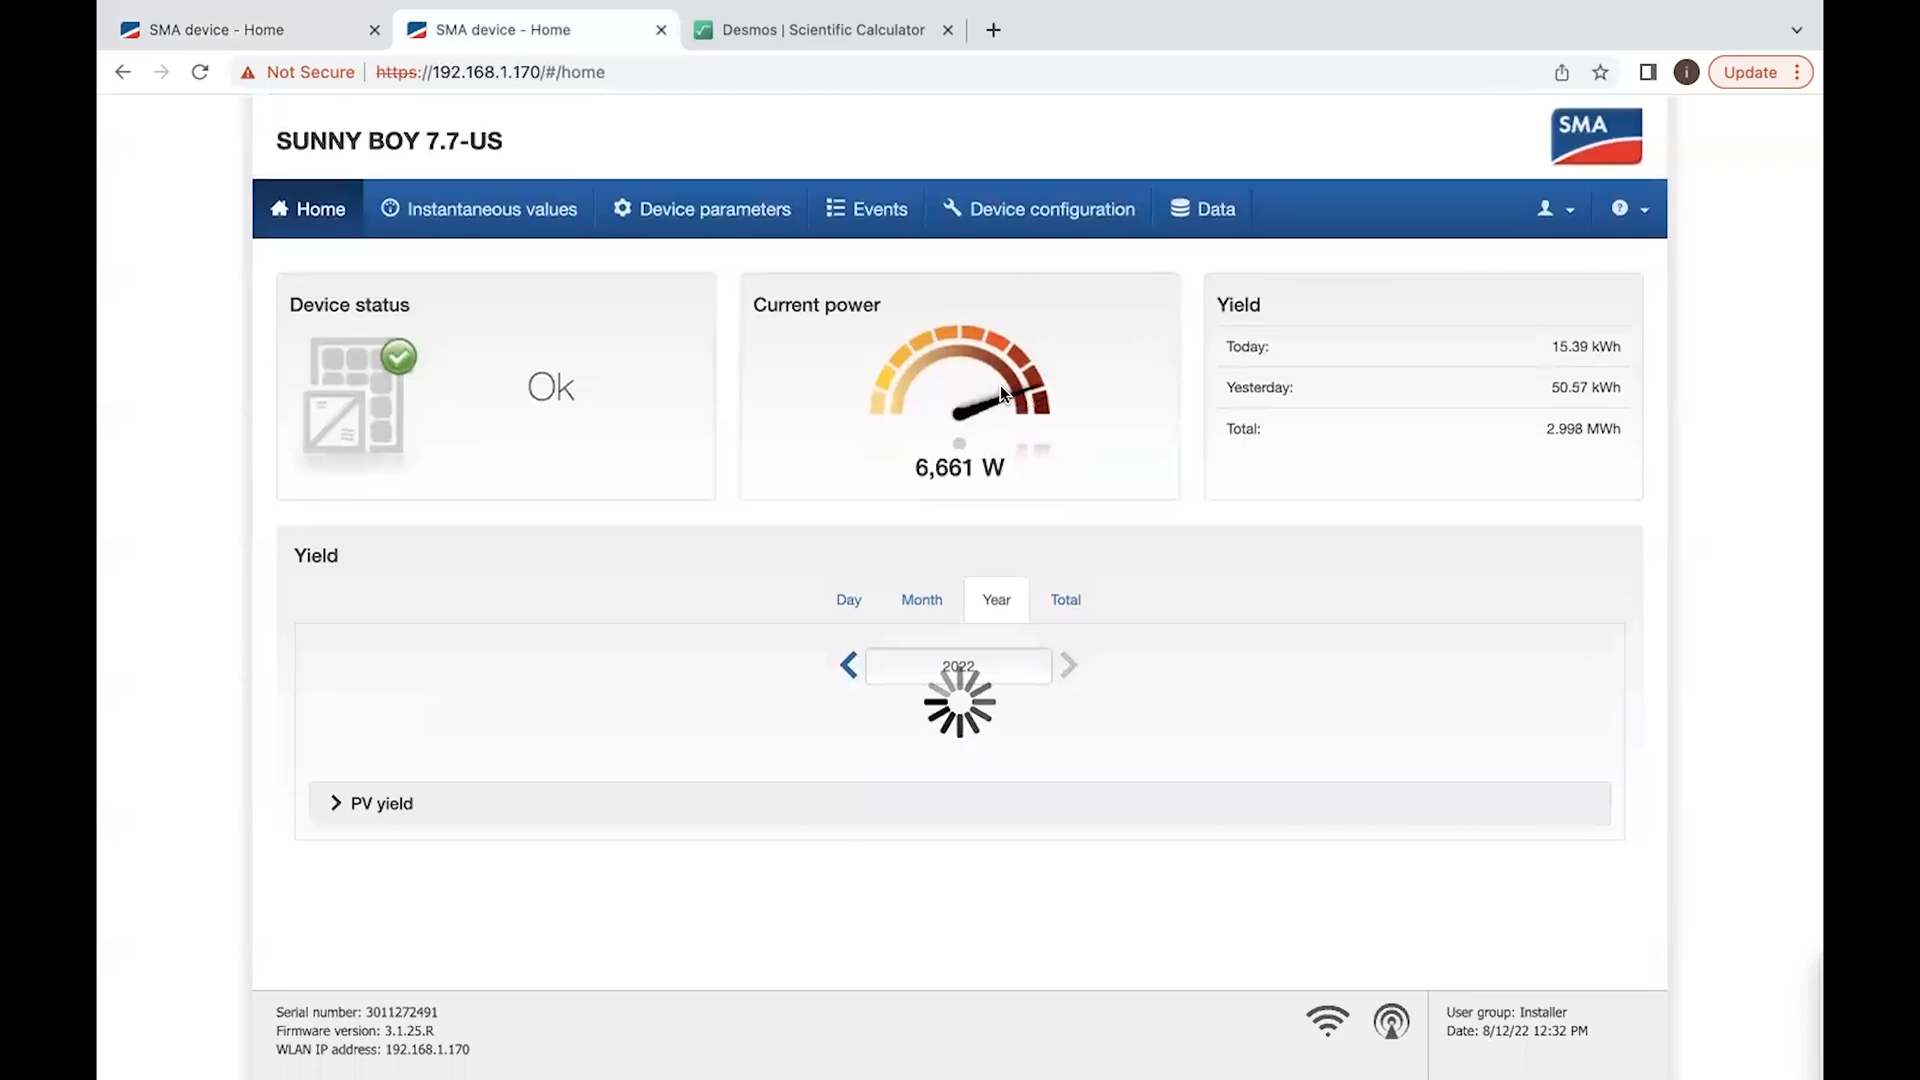 SMA device - Home
SMA device - Home
Desmos | Scientific Calculator
Not Secure
https://192.168.1.170/#/home
i
Update
SUNNY BOY 7.7-US
SMA
Home
Instantaneous values
Device parameters
Events
Device configuration
Data
Device status
Ok
Current power
6,661 W
Yield
Today: 15.39 kWh
Yesterday: 50.57 kWh
Total: 2.998 MWh
Yield
Day
Month
Year
Total
2022
PV yield
Serial number: 3011272491
Firmware version: 3.1.25.R
WLAN IP address: 192.168.1.170
User group: Installer
Date: 8/12/22 12:32 PM